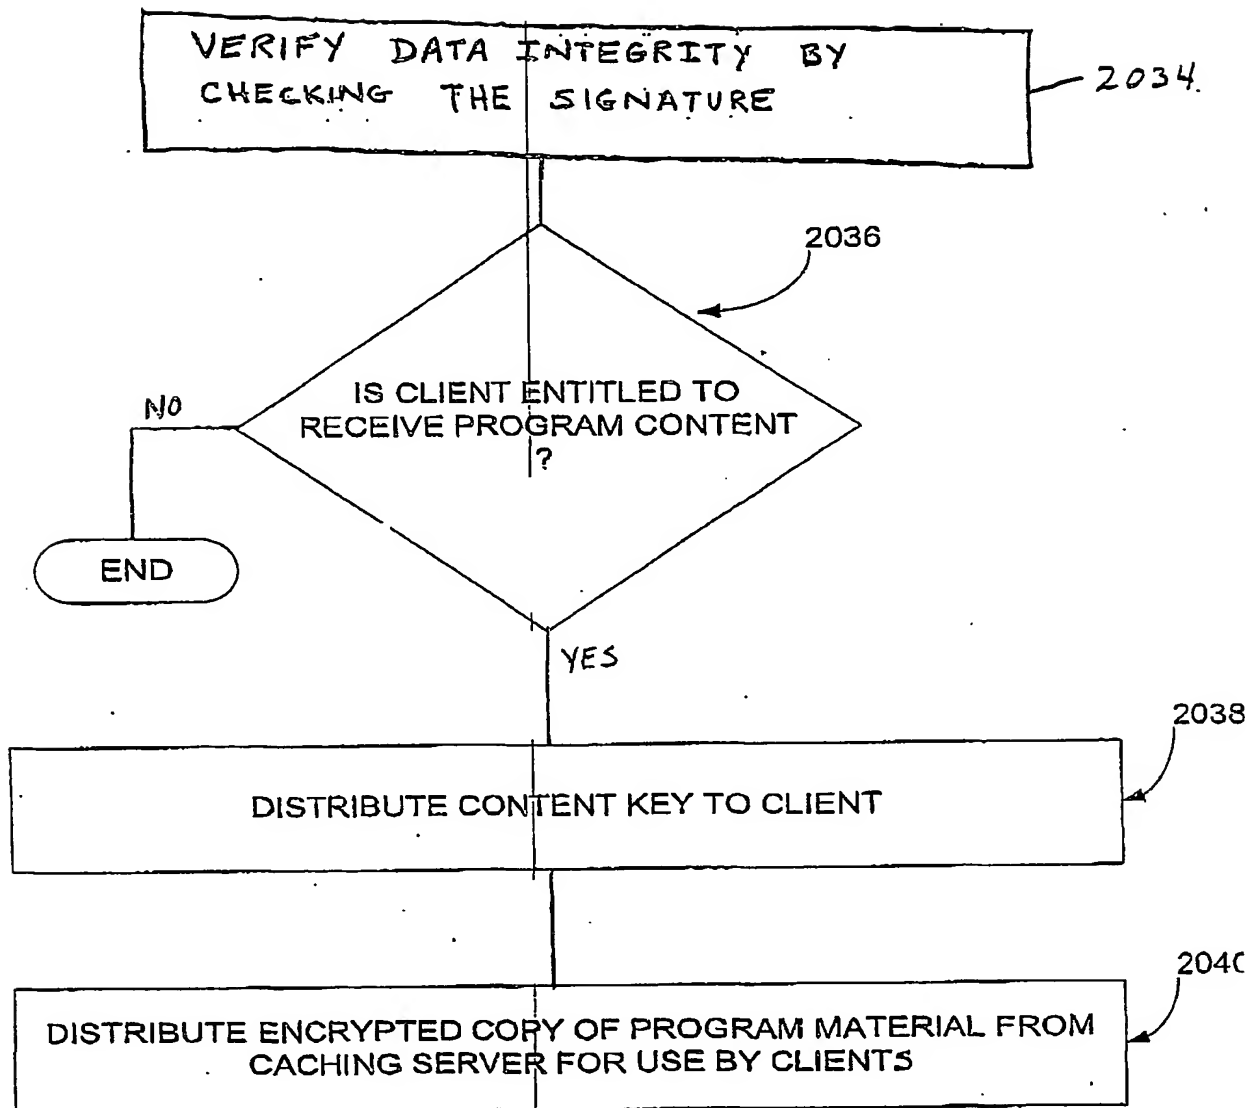 VERIFY DATA INTEGRITY BY
CHECKING THE SIGNATURE
2034
2036
IS CLIENT ENTITLED TO
RECEIVE PROGRAM CONTENT
?
NO
END
YES
2038
DISTRIBUTE CONTENT KEY TO CLIENT
2040
DISTRIBUTE ENCRYPTED COPY OF PROGRAM MATERIAL FROM
CACHING SERVER FOR USE BY CLIENTS